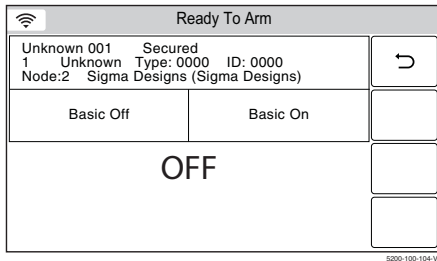 Ready To Arm
Unknown 001 Secured
1 Unknown Type: 0000 ID: 0000
Node:2 Sigma Designs (Sigma Designs)
Basic Off Basic On
OFF
5200-100-104-V